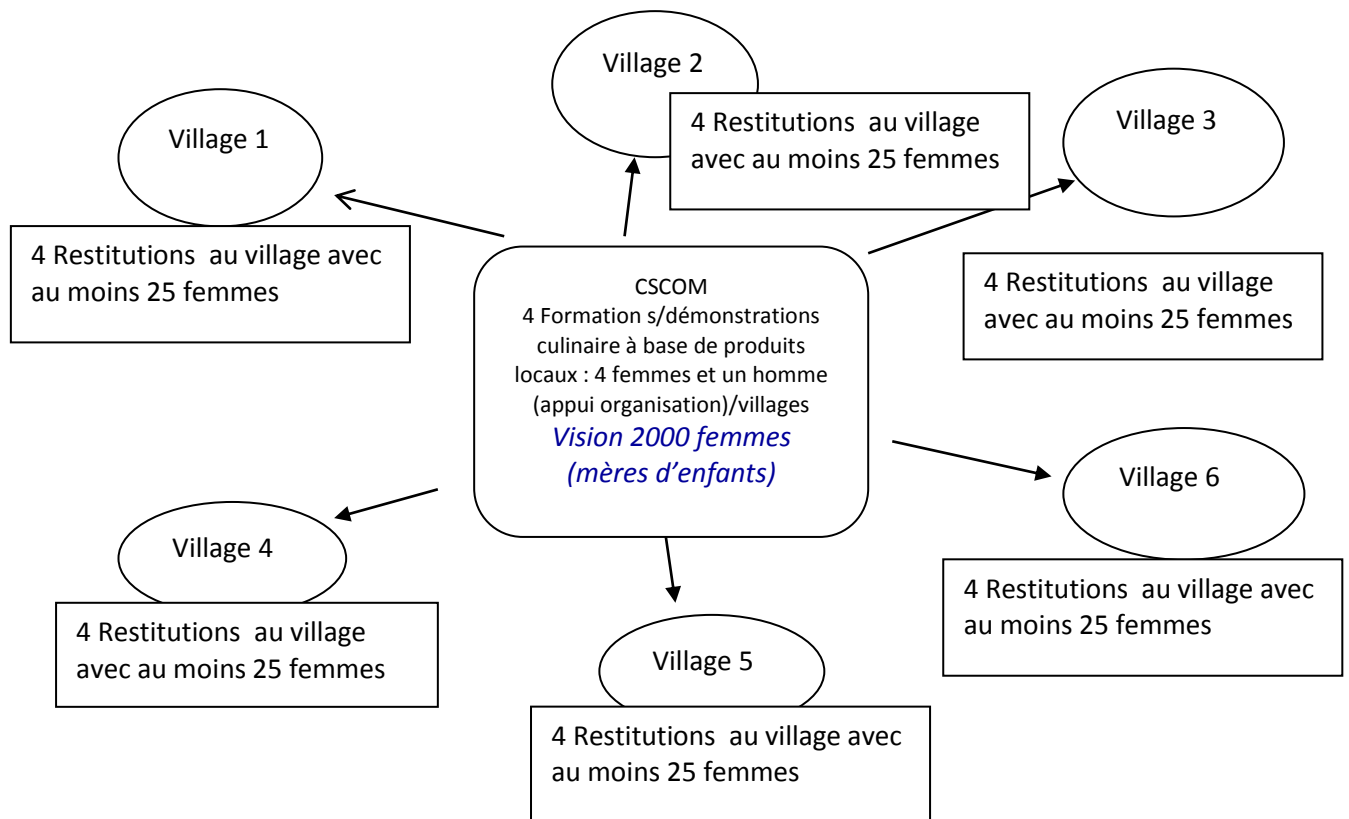 Village 2
Village 3
Village 1
4 Restitutions  au village
avec au moins 25 femmes
4 Restitutions  au village avec
au moins 25 femmes
4 Restitutions  au village
avec au moins 25 femmes
CSCOM
4 Formation s/démonstrations
culinaire à base de produits
locaux : 4 femmes et un homme
(appui organisation)/villages
Vision 2000 femmes
(mères d’enfants)
Village 6
4 Restitutions  au village avec
au moins 25 femmes
Village 4
4 Restitutions  au village
avec au moins 25 femmes
Village 5
4 Restitutions  au village avec
au moins 25 femmes